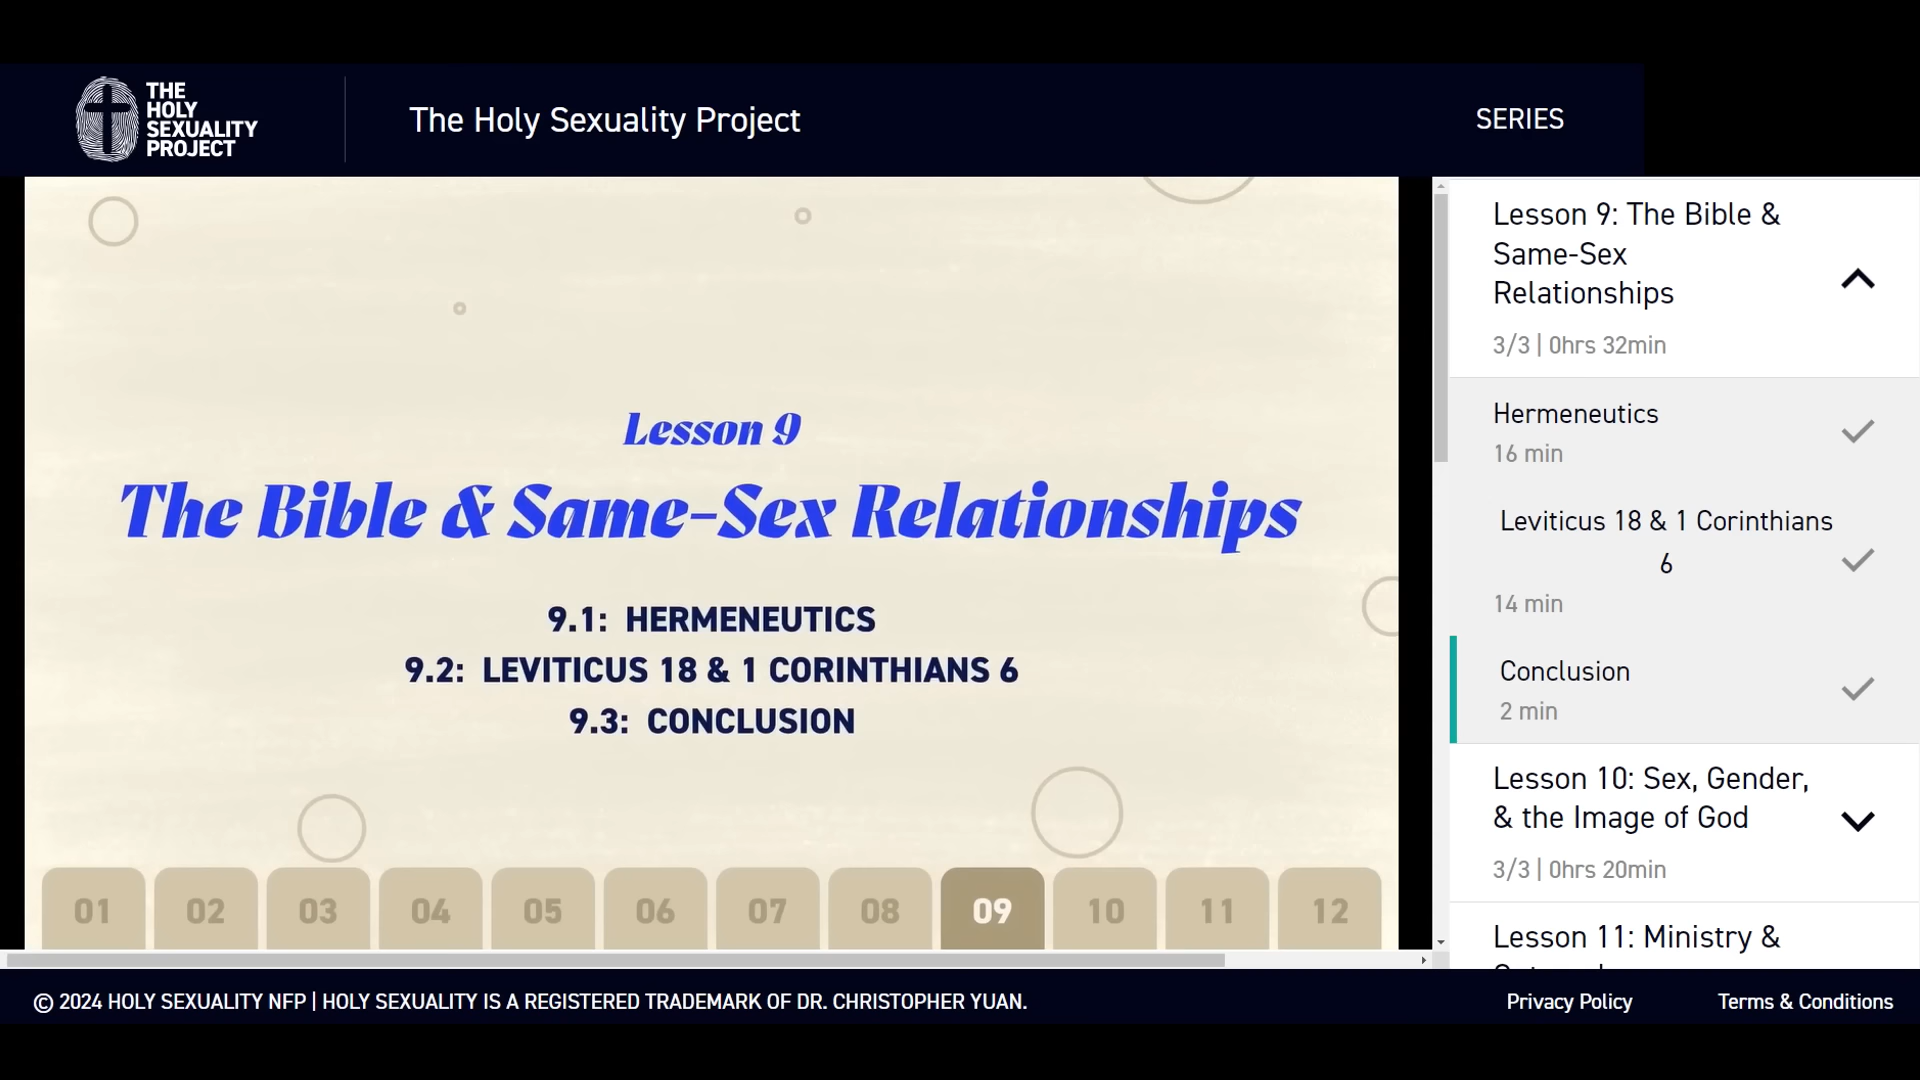 THE
HOLY
SEXUALITY
PROJECT
The Holy Sexuality Project
SERIES
Lesson 9
The Bible & Same-Sex Relationships
9.1: HERMENEUTICS
9.2: LEVITICUS 18 & 1 CORINTHIANS 6
9.3: CONCLUSION
01 02 03 04 05 06 07 08 09 10 11 12
Lesson 9: The Bible &
Same-Sex
Relationships
3/3 | 0hrs 32min
Hermeneutics
16 min
Leviticus 18 & 1 Corinthians
6
14 min
Conclusion
2 min
Lesson 10: Sex, Gender,
& the Image of God
3/3 | 0hrs 20min
Lesson 11: Ministry &
© 2024 HOLY SEXUALITY NFP | HOLY SEXUALITY IS A REGISTERED TRADEMARK OF DR. CHRISTOPHER YUAN.
Privacy Policy
Terms & Conditions